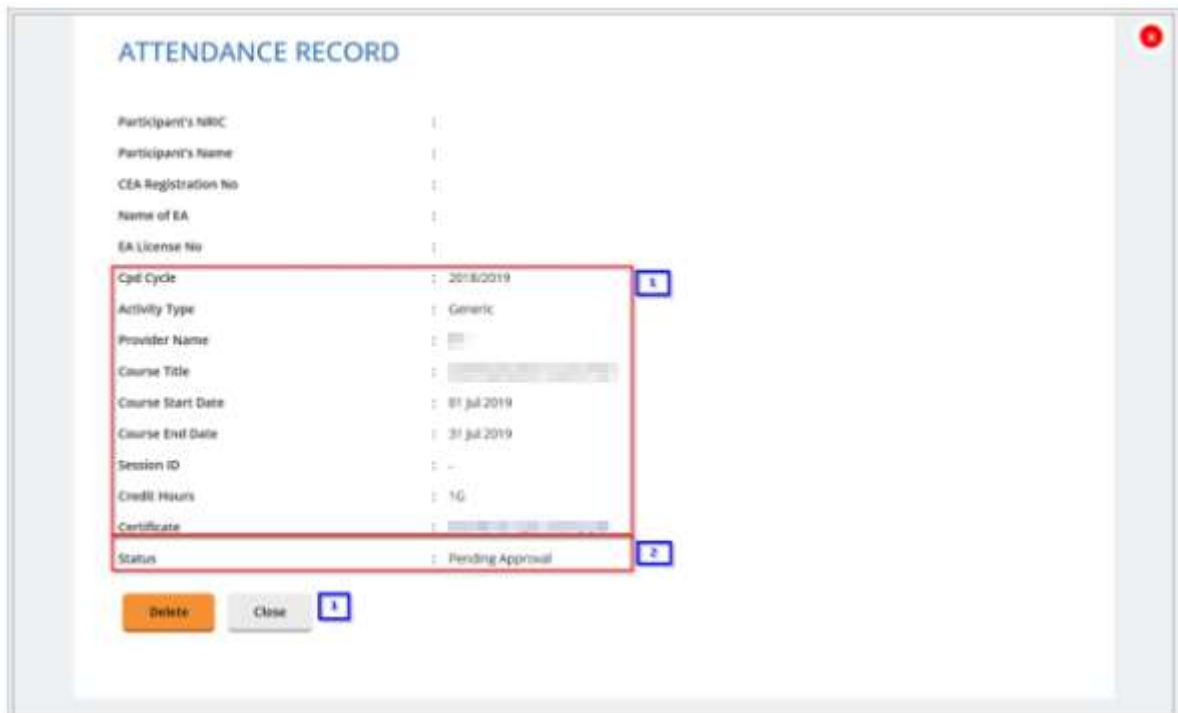 ATTENDANCE RECORD
Participant's NRIC :
Participant's Name :
CEA Registration No :
Name of EA :
EA License No :
Cpd Cycle : 2018/2019
1
Activity Type : Generic
Provider Name :
Course Title :
Course Start Date : 01 Jul 2019
Course End Date : 31 Jul 2019
Session ID : -
Credit Hours : 1G
Certificate :
Status : Pending Approval
2
Delete Close